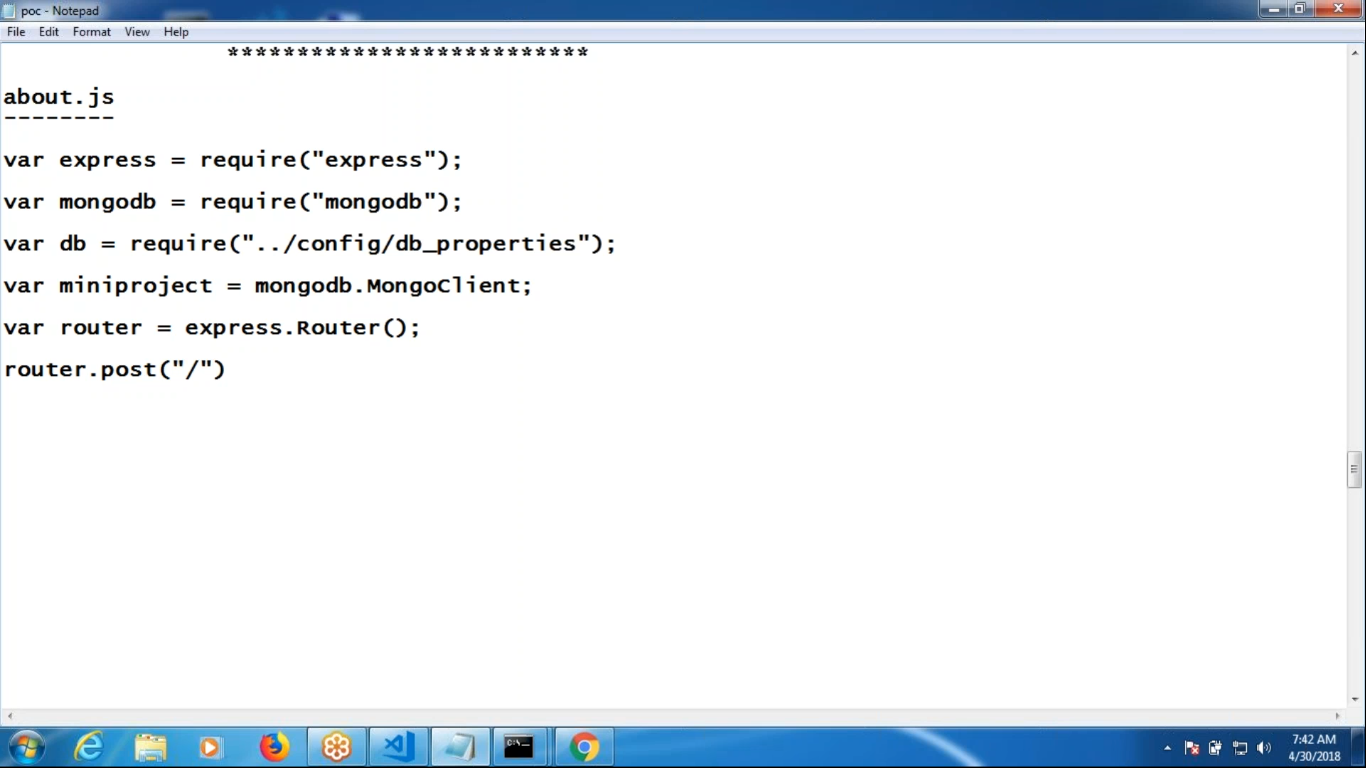 poc - Notepad
File Edit Format View Help
**************************
about.js
--------
var express = require("express");
var mongodb = require("mongodb");
var db = require("../config/db_properties");
var miniproject = mongodb.MongoClient;
var router = express.Router();
router.post("/")
7:42 AM
4/30/2018